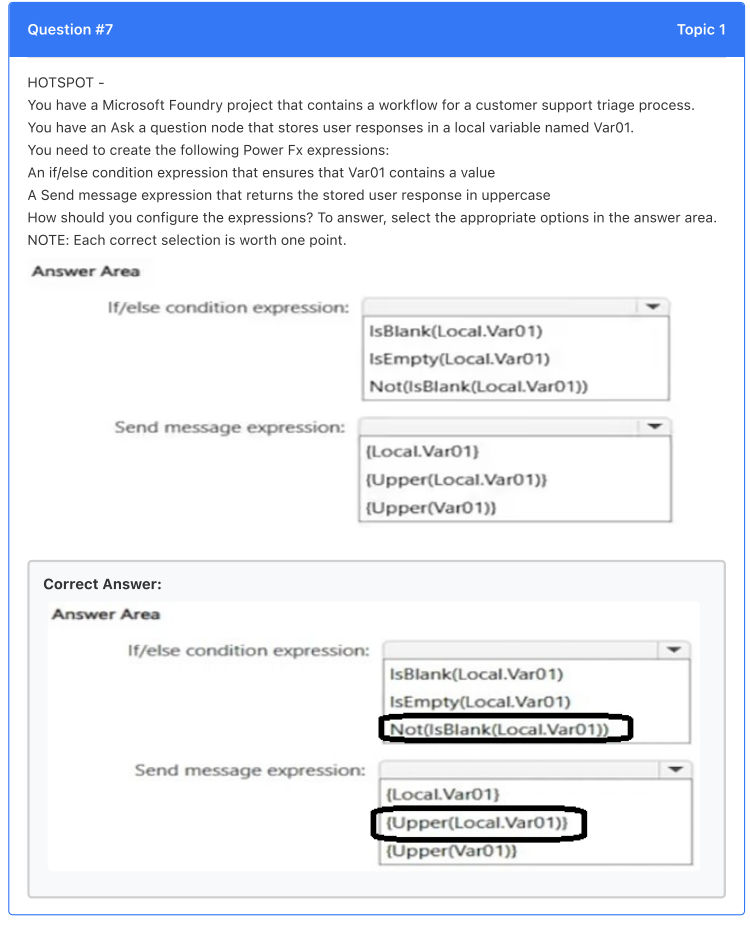 Question #7
Topic 1
HOTSPOT -
You have a Microsoft Foundry project that contains a workflow for a customer support triage process.
You have an Ask a question node that stores user responses in a local variable named Var01.
You need to create the following Power Fx expressions:
An if/else condition expression that ensures that Var01 contains a value
A Send message expression that returns the stored user response in uppercase
How should you configure the expressions? To answer, select the appropriate options in the answer area.
NOTE: Each correct selection is worth one point.
Answer Area
If/else condition expression:
IsBlank(Local.Var01)
IsEmpty(Local.Var01)
Not(IsBlank(Local.Var01))
Send message expression:
{Local.Var01}
{Upper(Local.Var01)}
{Upper(Var01)}
Correct Answer:
Answer Area
If/else condition expression:
IsBlank(Local.Var01)
IsEmpty(Local.Var01)
Not(IsBlank(Local.Var01))
Send message expression:
{Local.Var01}
{Upper(Local.Var01)}
{Upper(Var01)}